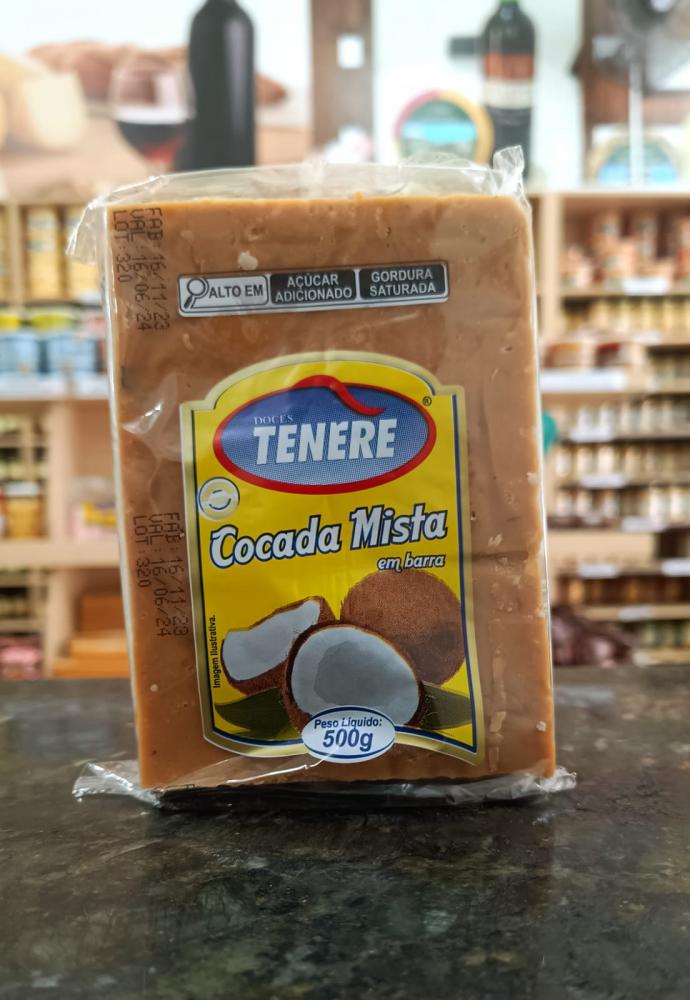 FAB: 16/11/23
VAL: 16/06/24
LOT: 320
ALTO EM
AÇÚCAR
ADICIONADO
GORDURA
SATURADA
DOCES
TENERE
®
Cocada Mista
em barra
FAB: 16/11/23
VAL: 16/06/24
LOT: 320
Imagem Ilustrativa.
Peso Líquido:
500g